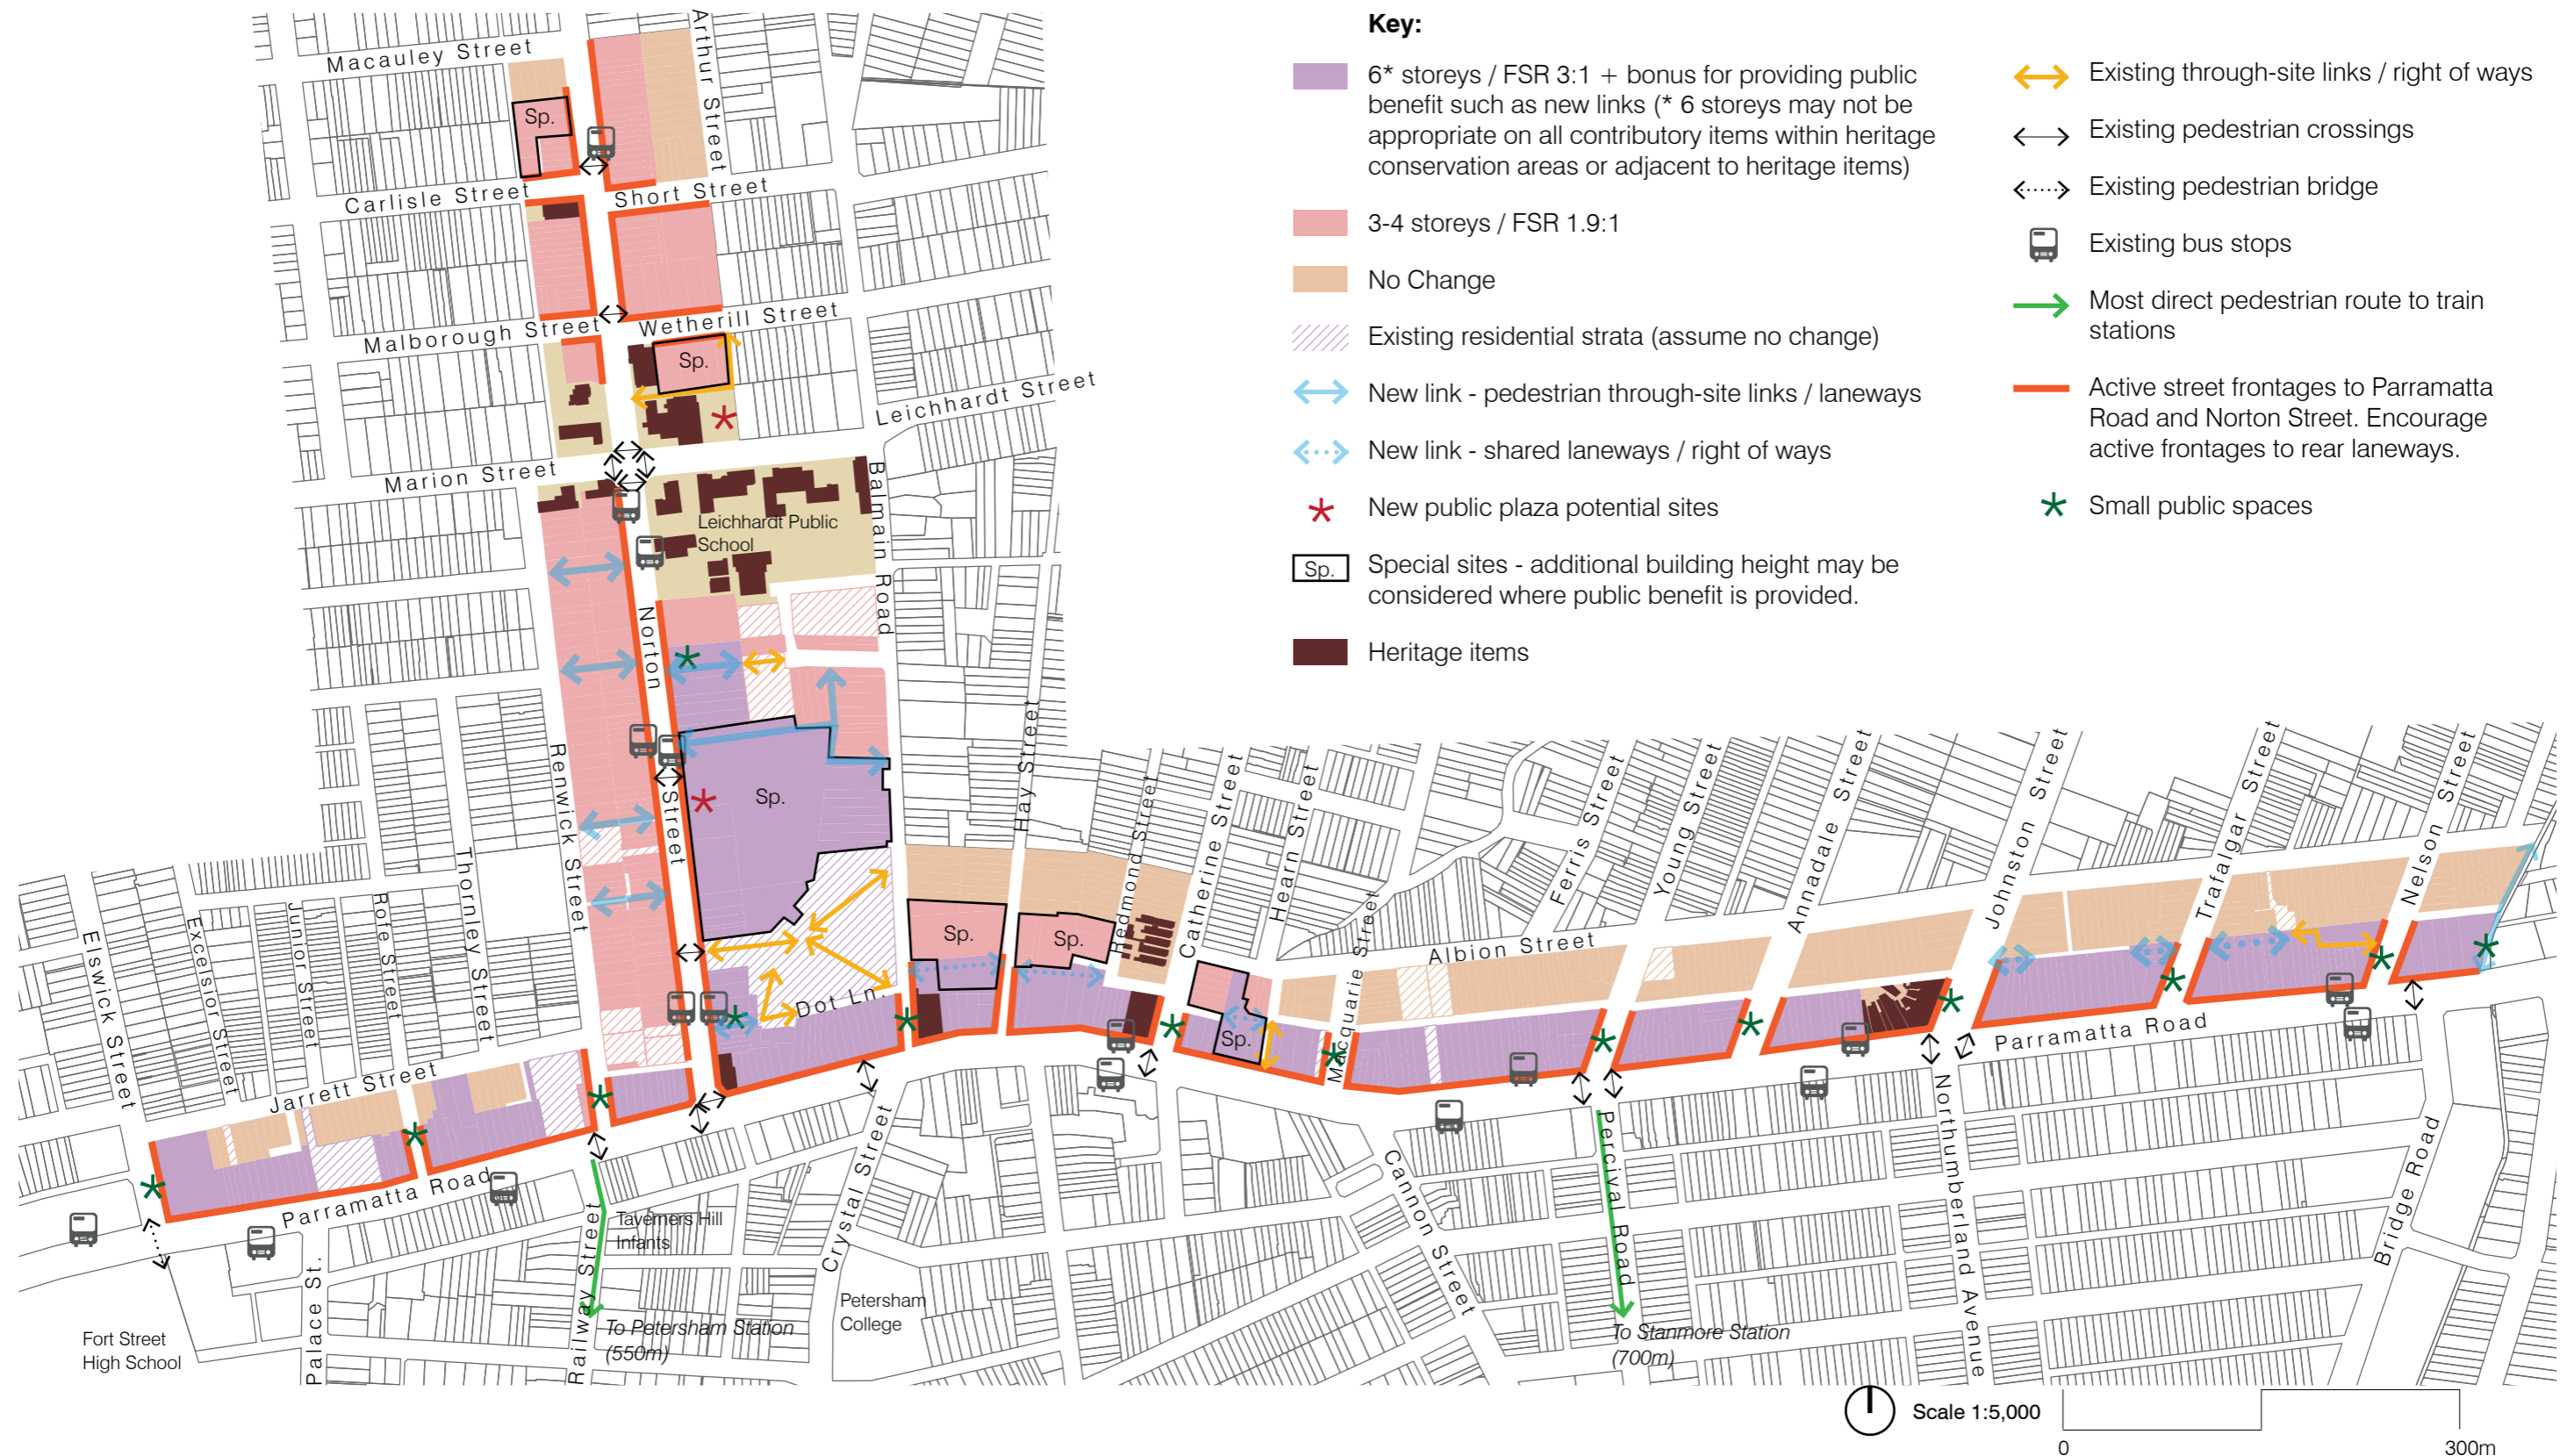 Key:
6* storeys / FSR 3:1 + bonus for providing public
benefit such as new links (* 6 storeys may not be
appropriate on all contributory items within heritage
conservation areas or adjacent to heritage items)
3-4 storeys / FSR 1.9:1
No Change
Existing residential strata (assume no change)
New link - pedestrian through-site links / laneways
New link - shared laneways / right of ways
New public plaza potential sites
Sp.
Special sites - additional building height may be
considered where public benefit is provided.
Heritage items
Existing through-site links / right of ways
Existing pedestrian crossings
Existing pedestrian bridge
Existing bus stops
Most direct pedestrian route to train
stations
Active street frontages to Parramatta
Road and Norton Street. Encourage
active frontages to rear laneways.
Small public spaces
Macauley Street
Arthur Street
Sp.
Carlisle Street
Short Street
Malborough Street
Wetherill Street
Sp.
Leichhardt Street
Marion Street
Balmain Road
Leichhardt Public
School
Norton Street
Renwick Street
Sp.
Hay Street
Redmond Street
Catherine Street
Hearn Street
Macquarie Street
Albion Street
Ferris Street
Young Street
Annadale Street
Johnston Street
Trafalgar Street
Nelson Street
Sp.
Sp.
Sp.
Dot Ln.
Elswick Street
Excelsior Street
Junior Street
Rofe Street
Thornley Street
Jarrett Street
Parramatta Road
Parramatta Road
Palace St.
Railway Street
Taverners Hill
Infants
Crystal Street
Petersham
College
Cannon Street
Percival Road
Northumberland Avenue
Bridge Road
Fort Street
High School
To Petersham Station
(550m)
To Stanmore Station
(700m)
Scale 1:5,000
0
300m